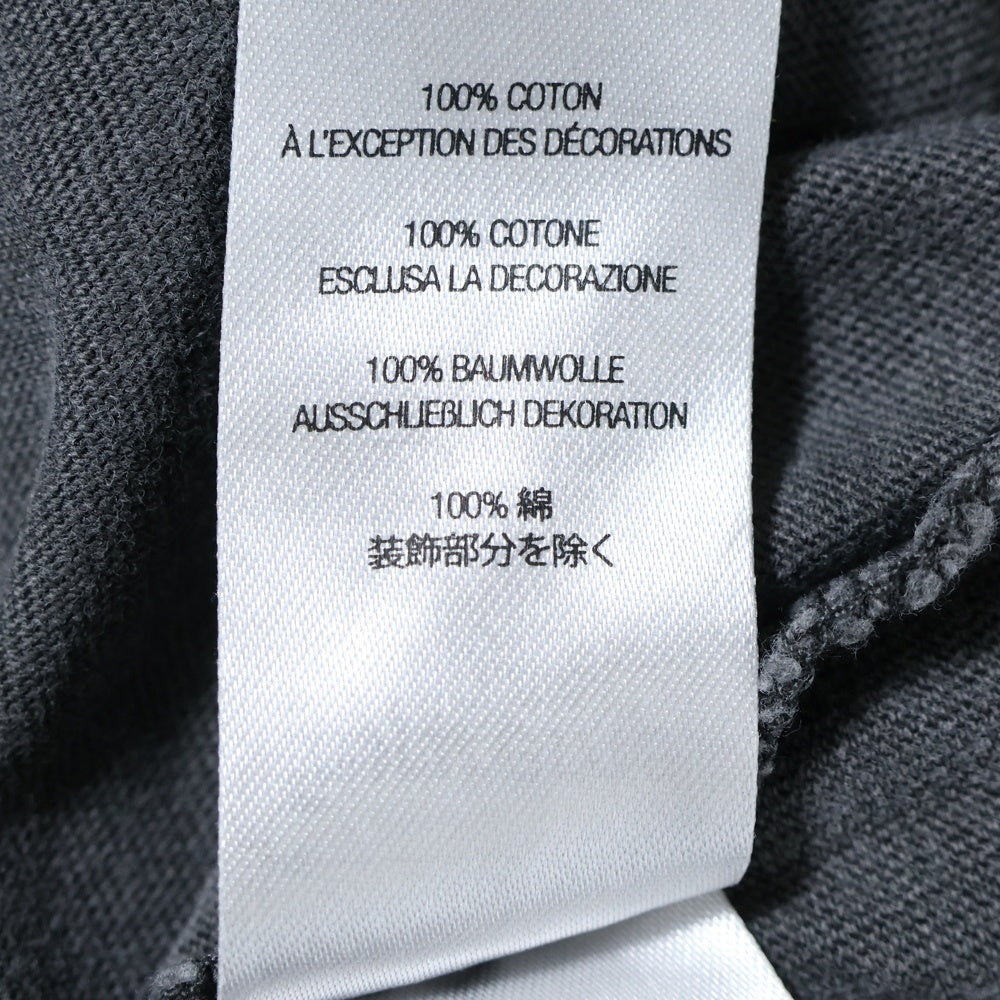 100% COTON
À L'EXCEPTION DES DÉCORATIONS
100% COTONE
ESCLUSA LA DECORAZIONE
100% BAUMWOLLE
AUSSCHLIEßLICH DEKORATION
100% 綿
装飾部分を除く